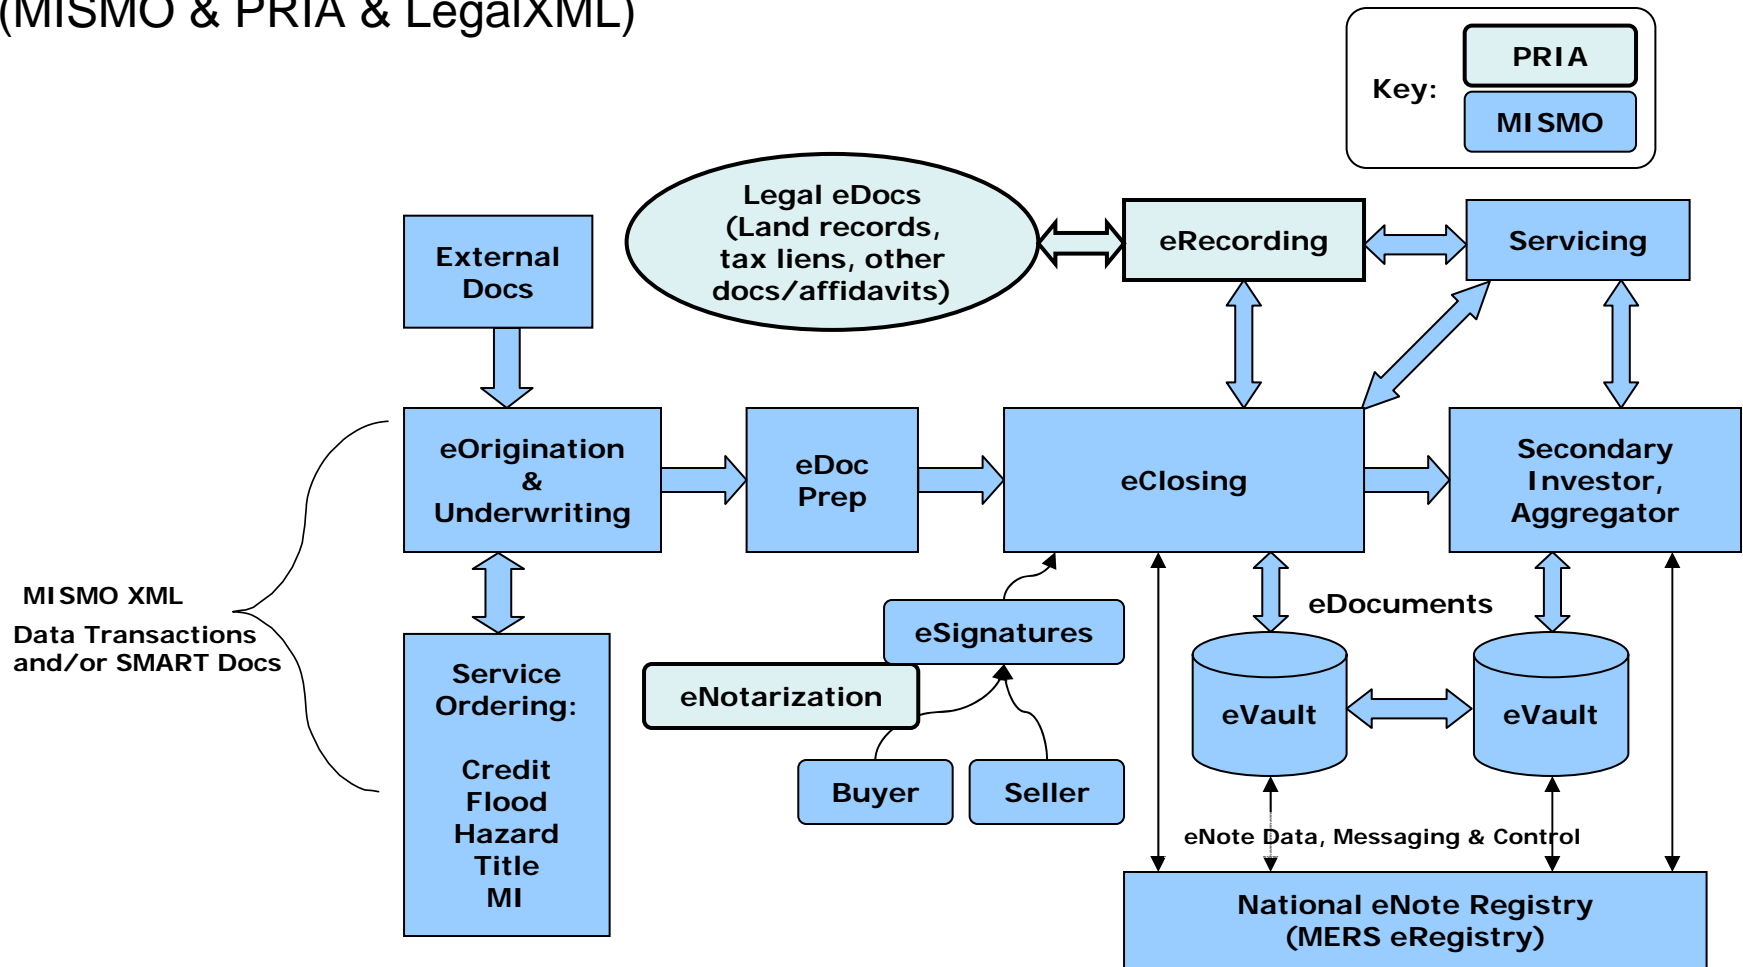 (MISMO & PRIA & LegalXML)
Key:
PRIA
MISMO
Legal eDocs
(Land records,
tax liens, other
docs/affidavits)
eRecording
Servicing
External
Docs
eOrigination
&
Underwriting
eDoc
Prep
eClosing
Secondary
Investor,
Aggregator
MISMO XML
Data Transactions
and/or SMART Docs
Service
Ordering:
Credit
Flood
Hazard
Title
MI
eSignatures
eNotarization
Buyer
Seller
eDocuments
eVault
eVault
eNote Data, Messaging & Control
National eNote Registry
(MERS eRegistry)